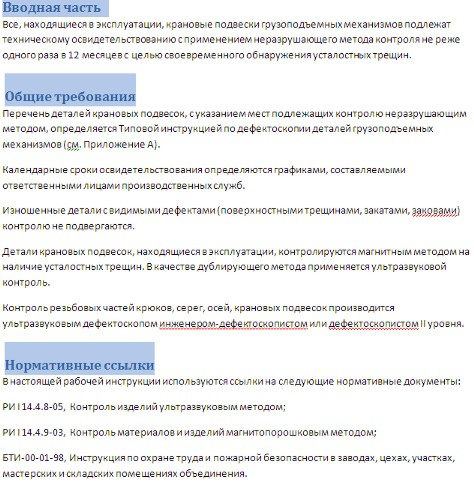 Вводная часть
Все, находящиеся в эксплуатации, крановые подвески грузоподъемных механизмов подлежат
техническому освидетельствованию с применением неразрушающего метода контроля не реже
одного раза в 12 месяцев с целью своевременного обнаружения усталостных трещин.
Общие требования
Перечень деталей крановых подвесок, с указанием мест подлежащих контролю неразрушающим
методом, определяется Типовой инструкцией по дефектоскопии деталей грузоподъемных
механизмов (см. Приложение А).
Календарные сроки освидетельствования определяются графиками, составляемыми
ответственными лицами производственных служб.
Изношенные детали с видимыми дефектами (поверхностными трещинами, закатами, заковами)
контролю не подвергаются.
Детали крановых подвесок, находящиеся в эксплуатации, контролируются магнитным методом на
наличие усталостных трещин. В качестве дублирующего метода применяется ультразвуковой
контроль.
Контроль резьбовых частей крюков, серег, осей, крановых подвесок производится
ультразвуковым дефектоскопом инженером-дефектоскопистом или дефектоскопистом II уровня.
Нормативные ссылки
В настоящей рабочей инструкции используются ссылки на следующие нормативные документы:
РИ I 14.4.8-05, Контроль изделий ультразвуковым методом;
РИ I 14.4.9-03, Контроль материалов и изделий магнитопорошковым методом;
БТИ-00-01-98, Инструкция по охране труда и пожарной безопасности в заводах, цехах, участках,
мастерских и складских помещениях объединения.